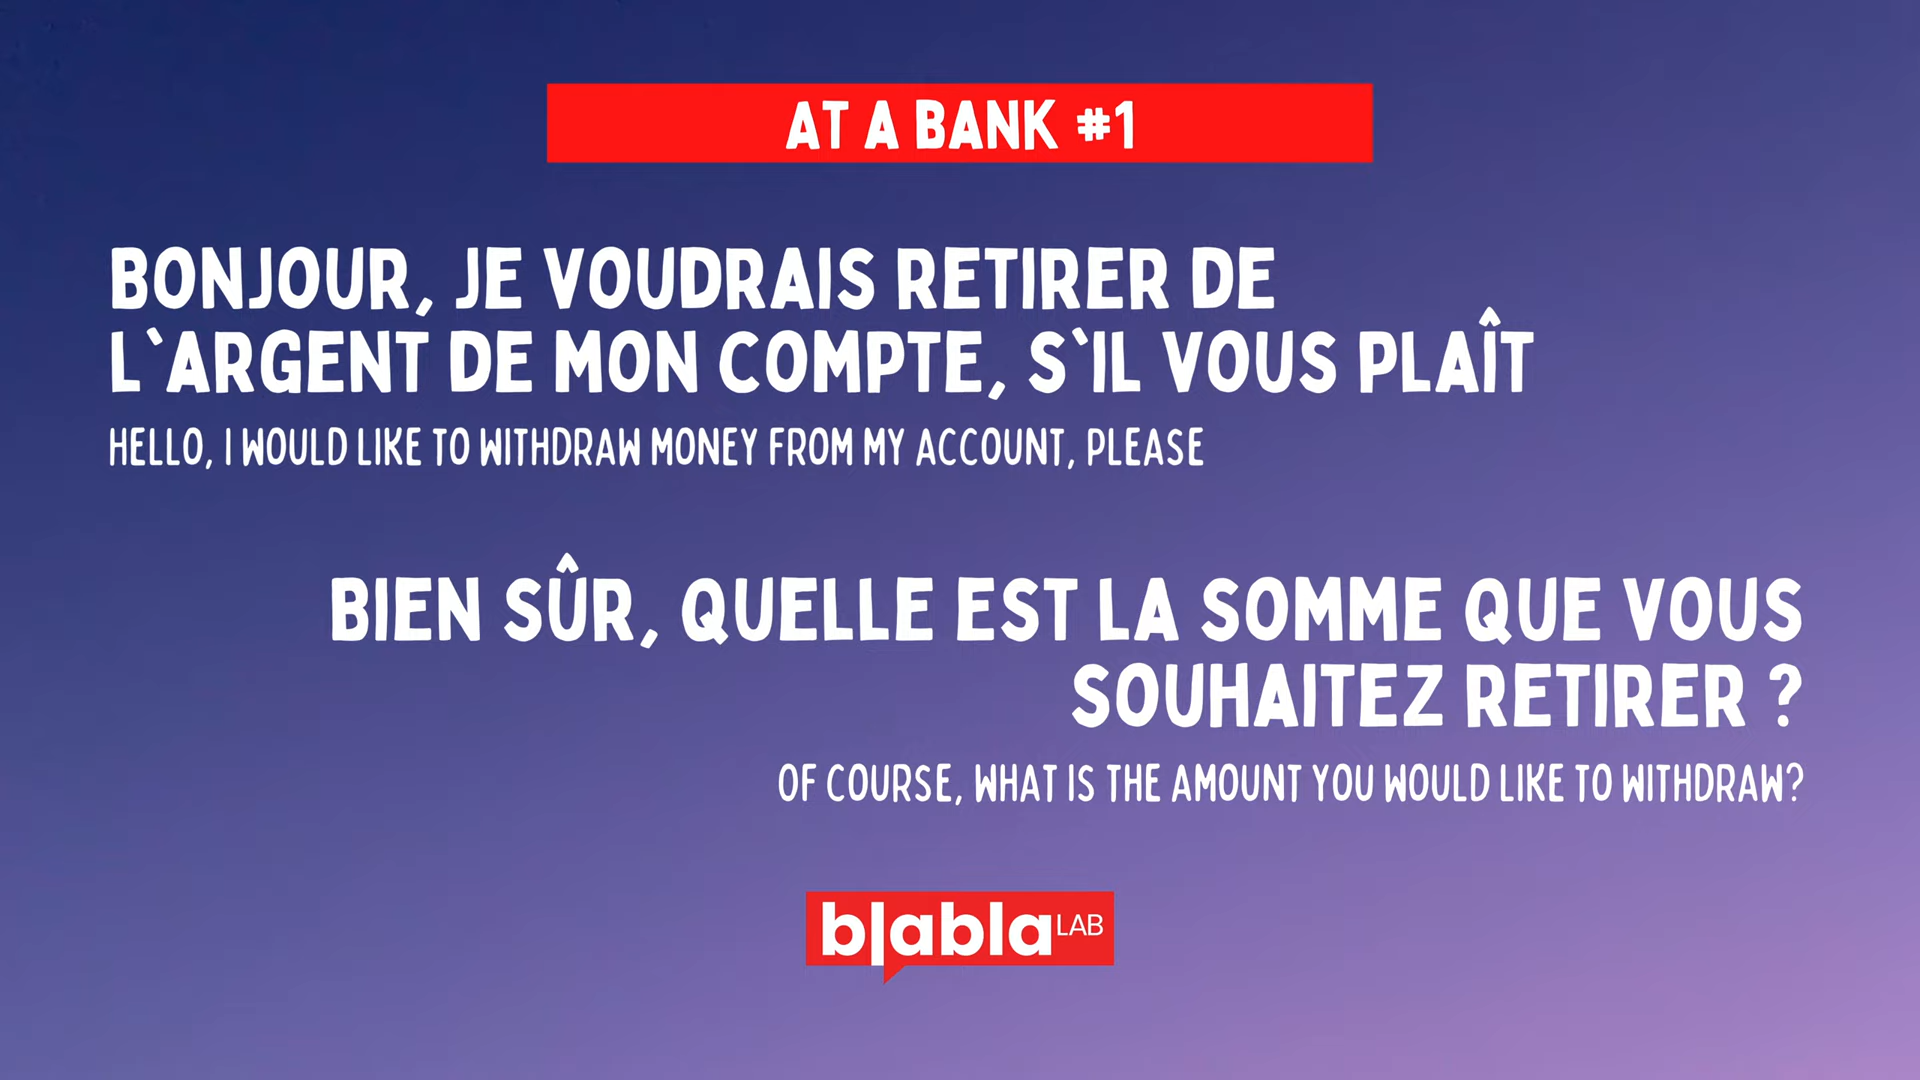 AT A BANK #1
BONJOUR, JE VOUDRAIS RETIRER DE
L`ARGENT DE MON COMPTE, S`IL VOUS PLAÎT
HELLO, I WOULD LIKE TO WITHDRAW MONEY FROM MY ACCOUNT, PLEASE
BIEN SÛR, QUELLE EST LA SOMME QUE VOUS
SOUHAITEZ RETIRER ?
OF COURSE, WHAT IS THE AMOUNT YOU WOULD LIKE TO WITHDRAW?
blabla LAB